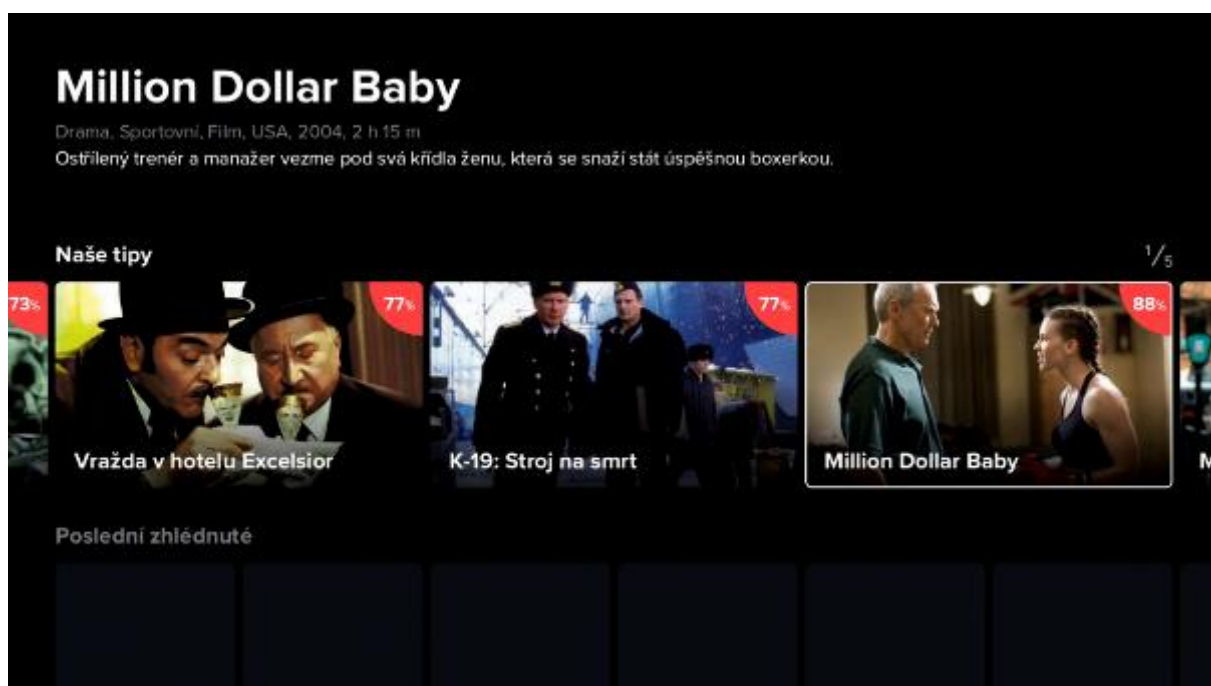 Million Dollar Baby
Drama, Sportovní, Film, USA, 2004, 2 h 15 m
Ostřílený trenér a manažer vezme pod svá křídla ženu, která se snaží stát úspěšnou boxerkou.
Naše tipy
1/5
73%
77%
77%
88%
Vražda v hotelu Excelsior
K-19: Stroj na smrt
Million Dollar Baby
M
Poslední zhlédnuté